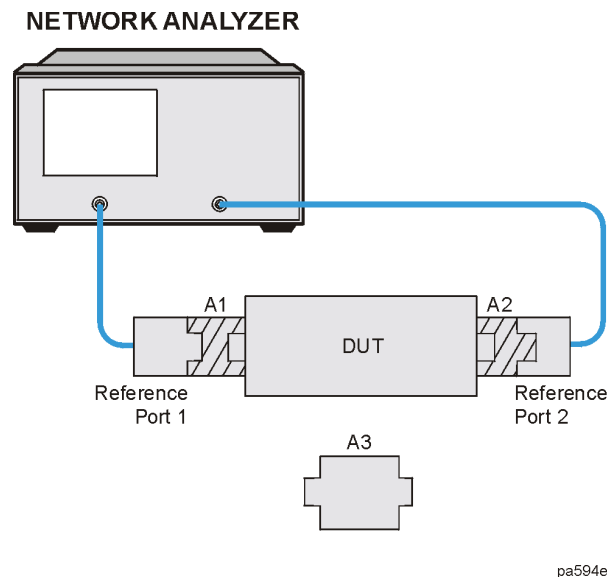 NETWORK ANALYZER
A1
A2
DUT
Reference
Port 1
Reference
Port 2
A3
pa594e